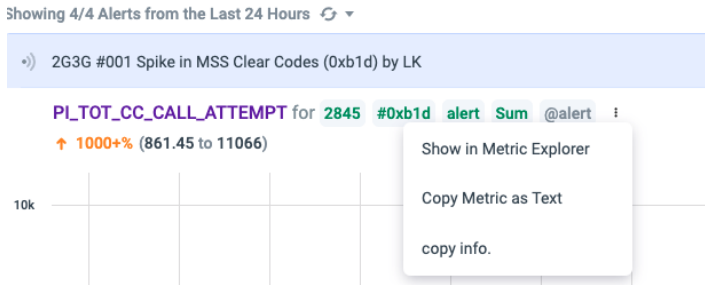 Showing 4/4 Alerts from the Last 24 Hours
2G3G #001 Spike in MSS Clear Codes (0xb1d) by LK
PI_TOT_CC_CALL_ATTEMPT for 2845 #0xb1d alert Sum @alert
↑ 1000+% (861.45 to 11066)
Show in Metric Explorer
Copy Metric as Text
10k
copy info.